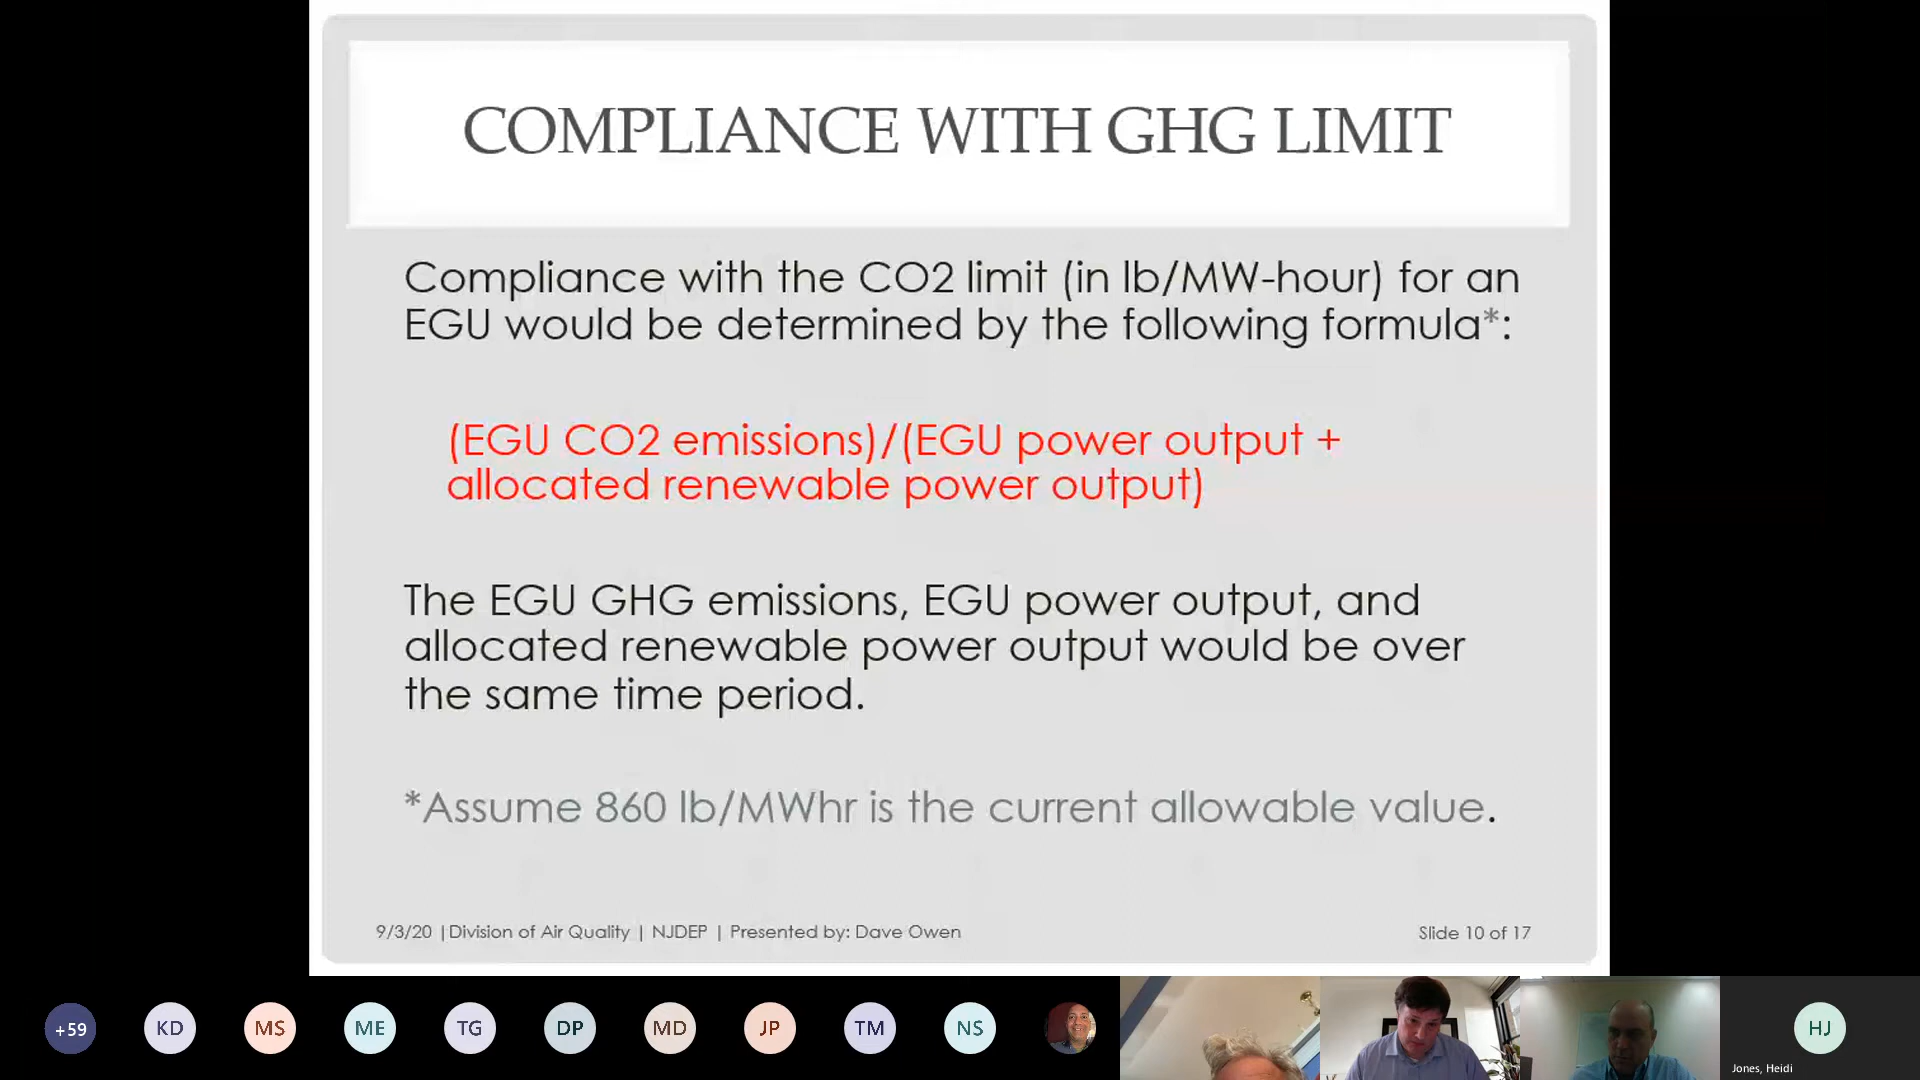 COMPLIANCE WITH GHG LIMIT
Compliance with the CO2 limit (in lb/MW-hour) for an
EGU would be determined by the following formula*:
(EGU CO2 emissions)/(EGU power output +
allocated renewable power output)
The EGU GHG emissions, EGU power output, and
allocated renewable power output would be over
the same time period.
*Assume 860 lb/MWhr is the current allowable value.
9/3/20 |Division of Air Quality | NJDEP | Presented by: Dave Owen
Slide 10 of 17
+59
KD
MS
ME
TG
DP
MD
JP
TM
NS
HJ
Jones, Heidi